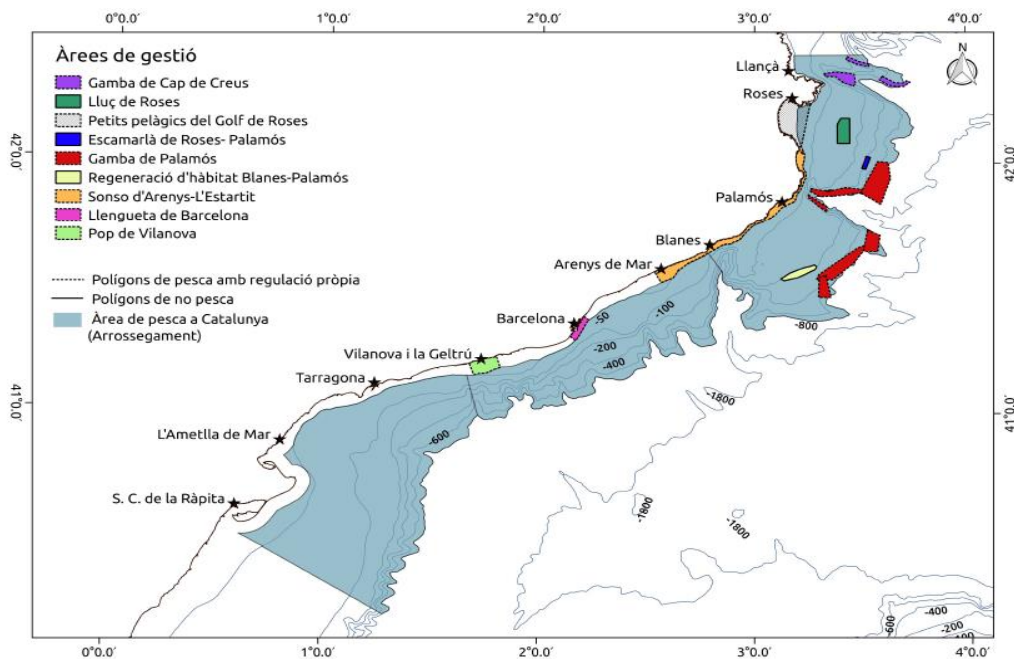 0°0.0′ 1°0.0′ 2°0.0′ 3°0.0′ 4°0.0′
Àrees de gestió
Gamba de Cap de Creus
Lluç de Roses
Petits pelàgics del Golf de Roses
Escamarlà de Roses- Palamós
Gamba de Palamós
Regeneració d'hàbitat Blanes-Palamós
Sonso d'Arenys-L'Estartit
Llengueta de Barcelona
Pop de Vilanova
Polígons de pesca amb regulació pròpia
Polígons de no pesca
Àrea de pesca a Catalunya
(Arrossegament)
N
Llançà
Roses
42°0.0′
42°0.0′
Palamós
Blanes
Arenys de Mar
Barcelona
-50
-100
-200
-400
-800
Vilanova i la Geltrú
Tarragona
-1800
41°0.0′
41°0.0′
L'Ametlla de Mar
-600
S. C. de la Ràpita
-1800
-1800
-400
-600
-200
-100
0°0.0′ 1°0.0′ 2°0.0′ 3°0.0′ 4°0.0′